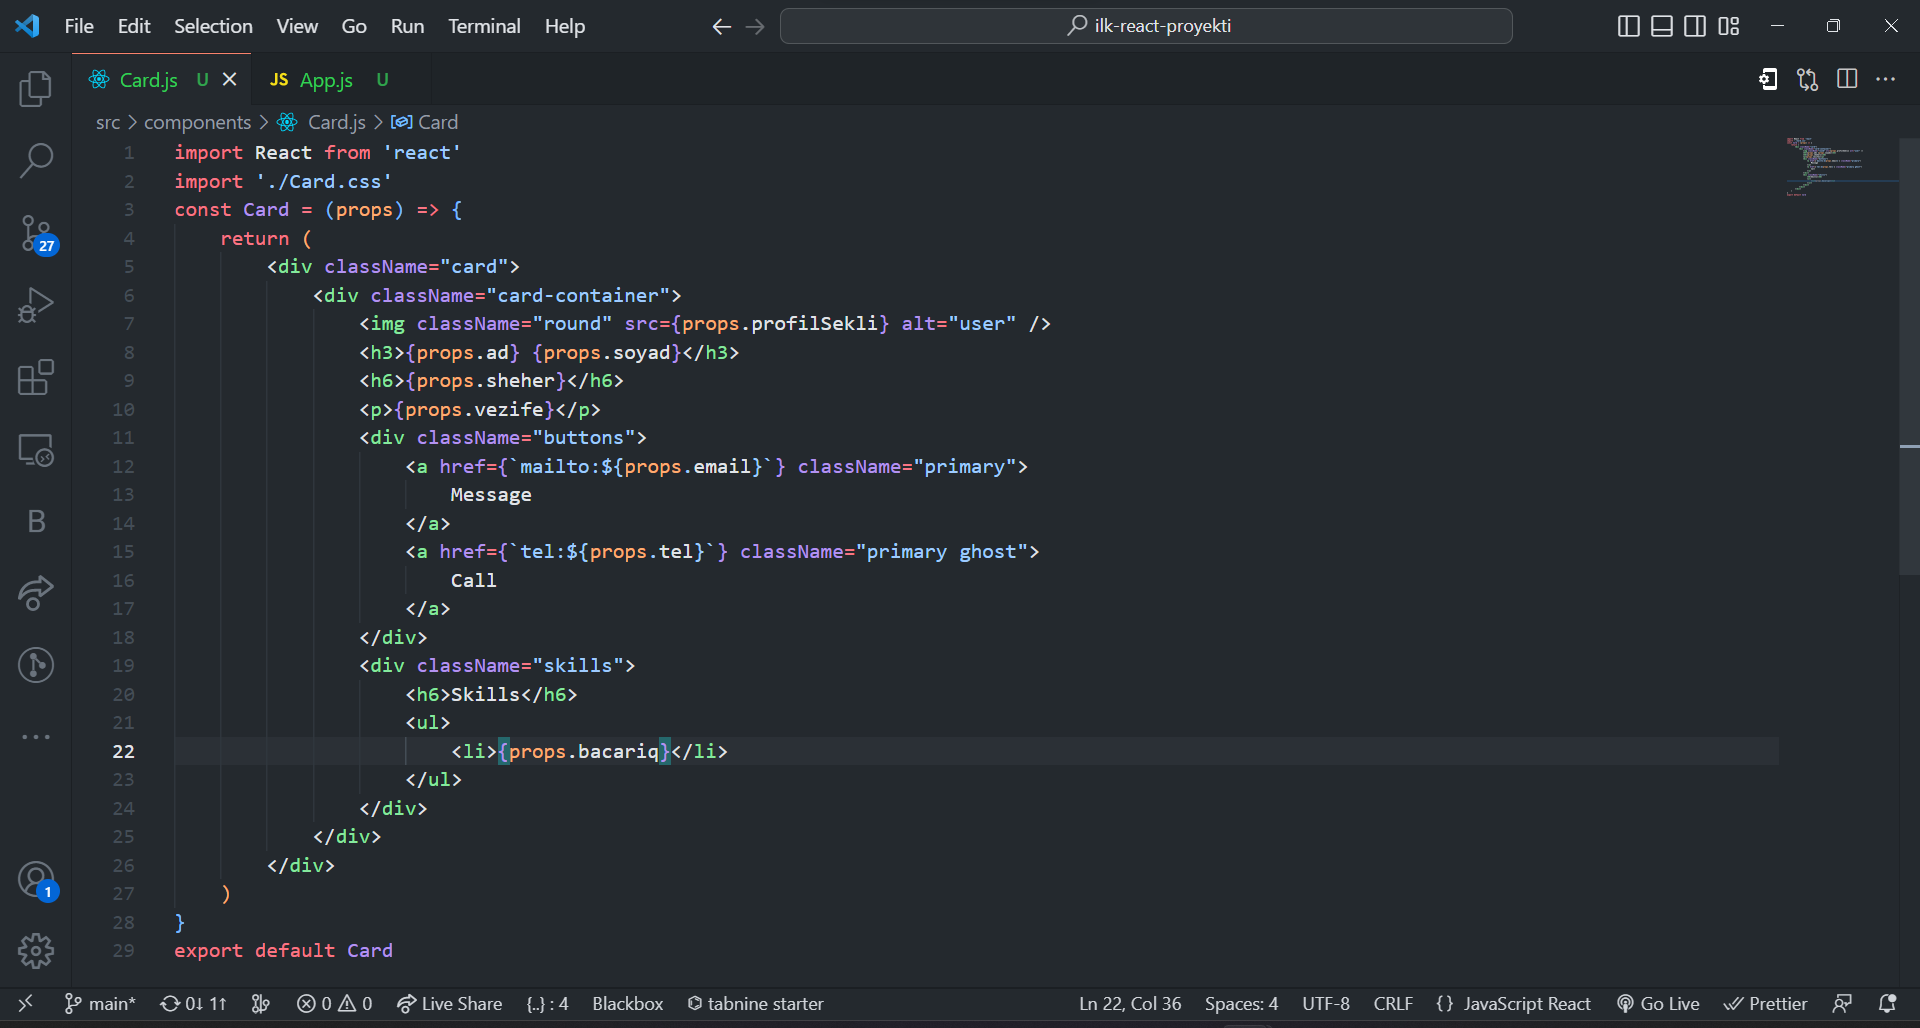 File Edit Selection View Go Run Terminal Help ilk-react-proyekti
Card.js U JS App.js U
src > components > Card.js > Card
1 import React from 'react'
2 import './Card.css'
3 const Card = (props) => {
4 return (
5 <div className="card">
6 <div className="card-container">
7 <img className="round" src={props.profilSekli} alt="user" />
8 <h3>{props.ad} {props.soyad}</h3>
9 <h6>{props.sheher}</h6>
10 <p>{props.vezife}</p>
11 <div className="buttons">
12 <a href={`mailto:${props.email}`} className="primary">
13 Message
14 </a>
15 <a href={`tel:${props.tel}`} className="primary ghost">
16 Call
17 </a>
18 </div>
19 <div className="skills">
20 <h6>Skills</h6>
21 <ul>
22 <li>{props.bacariq}</li>
23 </ul>
24 </div>
25 </div>
26 </div>
27 )
28 }
29 export default Card
27
B
1
main* 0↓ 1↑ 0 0 Live Share {..} : 4 Blackbox tabnine starter Ln 22, Col 36 Spaces: 4 UTF-8 CRLF {} JavaScript React Go Live Prettier